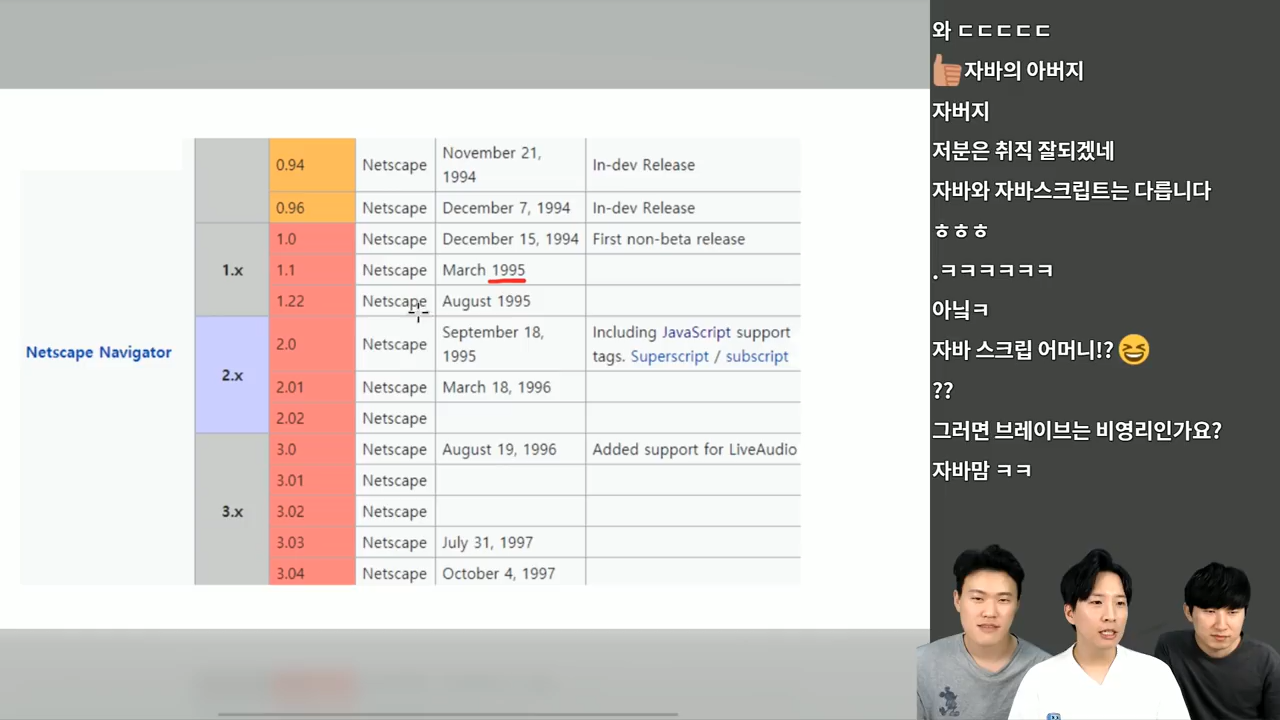 0.94 Netscape November 21, 1994 In-dev Release
0.96 Netscape December 7, 1994 In-dev Release
1.x
1.0 Netscape December 15, 1994 First non-beta release
1.1 Netscape March 1995
1.22 Netscape August 1995
Netscape Navigator
2.x
2.0 Netscape September 18, 1995 Including JavaScript support tags. Superscript / subscript
2.01 Netscape March 18, 1996
2.02 Netscape
3.x
3.0 Netscape August 19, 1996 Added support for LiveAudio
3.01 Netscape
3.02 Netscape
3.03 Netscape July 31, 1997
3.04 Netscape October 4, 1997
와 ㄷㄷㄷㄷㄷ
자바의 아버지
자버지
저분은 취직 잘되겠네
자바와 자바스크립트는 다릅니다
ㅎㅎㅎ
.ㅋㅋㅋㅋㅋㅋ
아닠ㅋ
자바 스크립 어머니!?
??
그러면 브레이브는 비영리인가요?
자바맘 ㅋㅋ